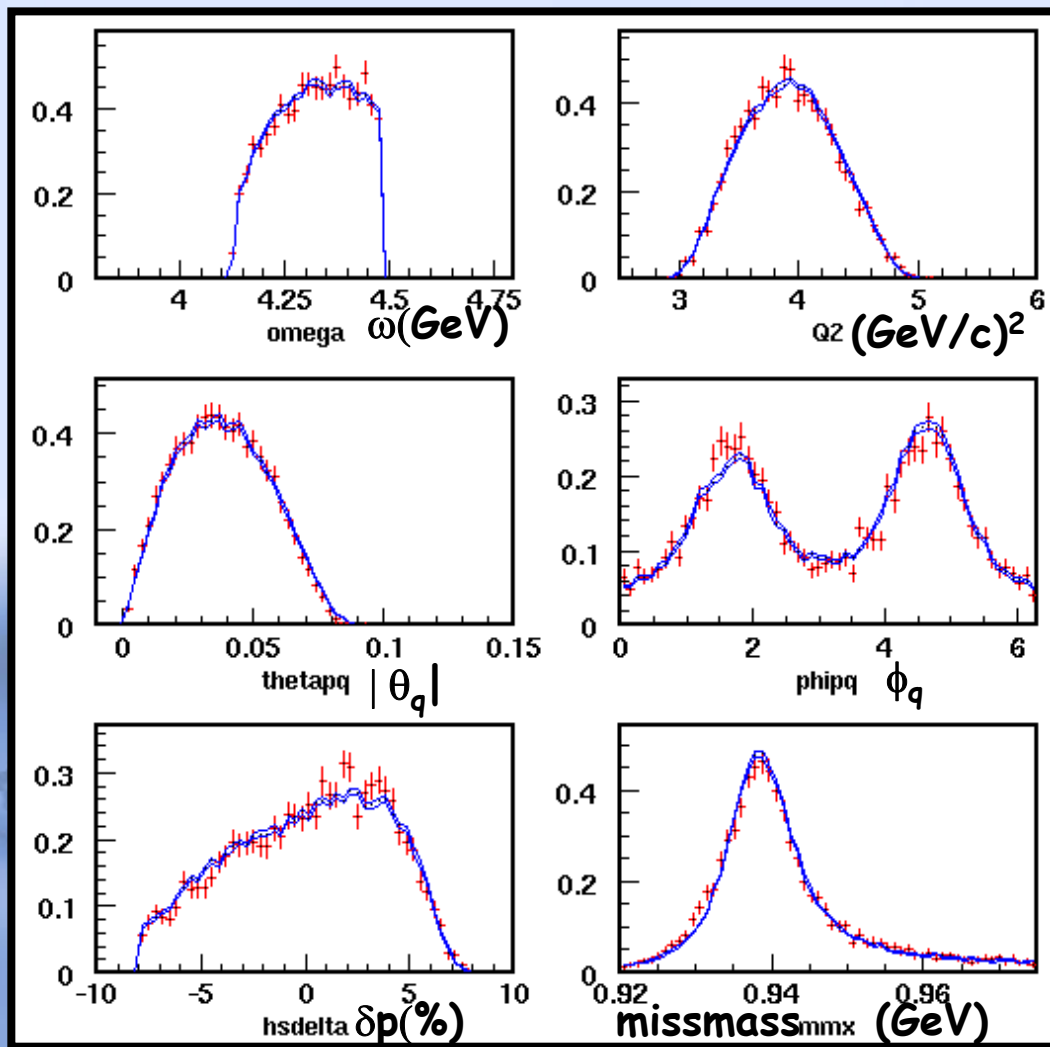 0.4
0.2
0
4 4.25 4.5 4.75
omega ω(GeV)
0.4
0.2
0
3 4 5 6
Q2 (GeV/c)²
0.4
0.2
0
0 0.05 0.1 0.15
thetapq |θq|
0.3
0.2
0.1
0
0 2 4 6
phipq ϕq
0.3
0.2
0.1
0
-10 -5 0 5 10
hsdelta δp(%)
0.4
0.2
0
0.92 0.94 0.96
missmass mmx (GeV)